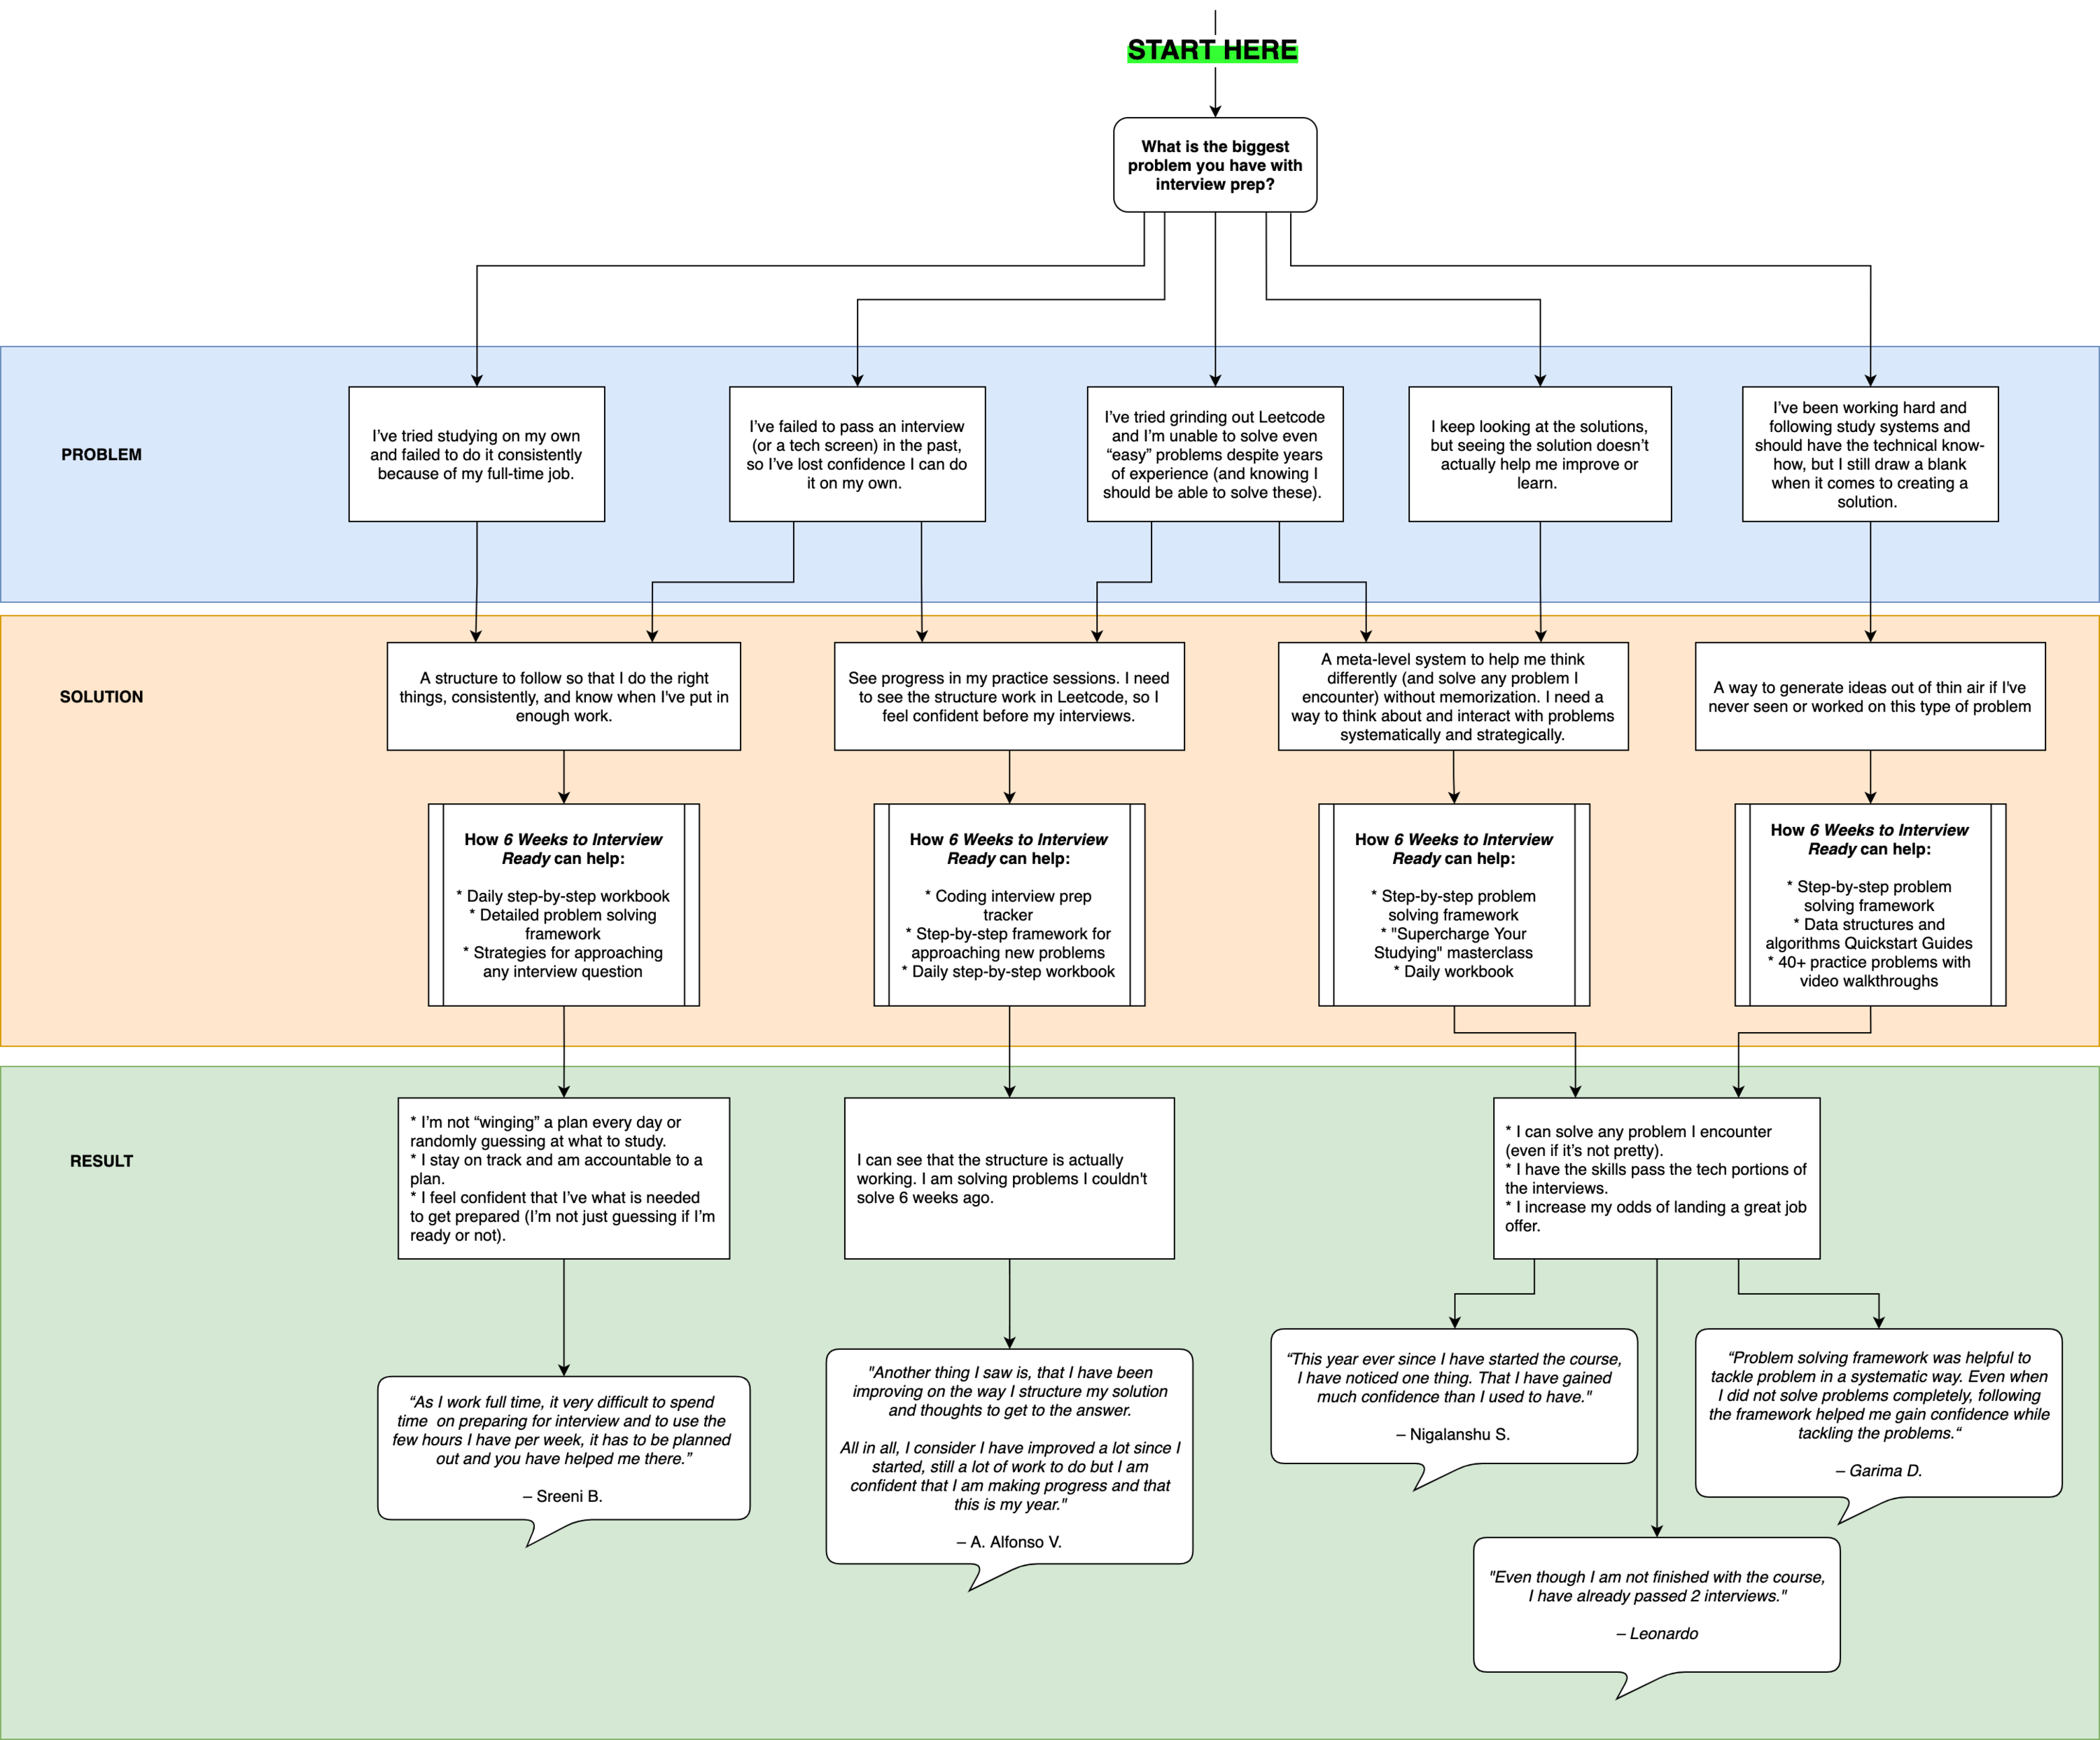 START HERE
What is the biggest
problem you have with
interview prep?
PROBLEM
I’ve tried studying on my own
and failed to do it consistently
because of my full-time job.
I’ve failed to pass an interview
(or a tech screen) in the past,
so I’ve lost confidence I can do
it on my own.
I’ve tried grinding out Leetcode
and I’m unable to solve even
“easy” problems despite years
of experience (and knowing I
should be able to solve these).
I keep looking at the solutions,
but seeing the solution doesn’t
actually help me improve or
learn.
I’ve been working hard and
following study systems and
should have the technical know-
how, but I still draw a blank
when it comes to creating a
solution.
SOLUTION
A structure to follow so that I do the right
things, consistently, and know when I've put in
enough work.
See progress in my practice sessions. I need
to see the structure work in Leetcode, so I
feel confident before my interviews.
A meta-level system to help me think
differently (and solve any problem I
encounter) without memorization. I need a
way to think about and interact with problems
systematically and strategically.
A way to generate ideas out of thin air if I've
never seen or worked on this type of problem
How 6 Weeks to Interview
Ready can help:
* Daily step-by-step workbook
* Detailed problem solving
framework
* Strategies for approaching
any interview question
How 6 Weeks to Interview
Ready can help:
* Coding interview prep
tracker
* Step-by-step framework for
approaching new problems
* Daily step-by-step workbook
How 6 Weeks to Interview
Ready can help:
* Step-by-step problem
solving framework
* "Supercharge Your
Studying" masterclass
* Daily workbook
How 6 Weeks to Interview
Ready can help:
* Step-by-step problem
solving framework
* Data structures and
algorithms Quickstart Guides
* 40+ practice problems with
video walkthroughs
RESULT
* I’m not “winging” a plan every day or
randomly guessing at what to study.
* I stay on track and am accountable to a
plan.
* I feel confident that I’ve what is needed
to get prepared (I’m not just guessing if I’m
ready or not).
I can see that the structure is actually
working. I am solving problems I couldn't
solve 6 weeks ago.
* I can solve any problem I encounter
(even if it’s not pretty).
* I have the skills pass the tech portions of
the interviews.
* I increase my odds of landing a great job
offer.
“As I work full time, it very difficult to spend
time  on preparing for interview and to use the
few hours I have per week, it has to be planned
out and you have helped me there.”
– Sreeni B.
"Another thing I saw is, that I have been
improving on the way I structure my solution
and thoughts to get to the answer.
All in all, I consider I have improved a lot since I
started, still a lot of work to do but I am
confident that I am making progress and that
this is my year."
– A. Alfonso V.
“This year ever since I have started the course,
I have noticed one thing. That I have gained
much confidence than I used to have."
– Nigalanshu S.
“Problem solving framework was helpful to
tackle problem in a systematic way. Even when
I did not solve problems completely, following
the framework helped me gain confidence while
tackling the problems.“
– Garima D.
"Even though I am not finished with the course,
I have already passed 2 interviews."
– Leonardo